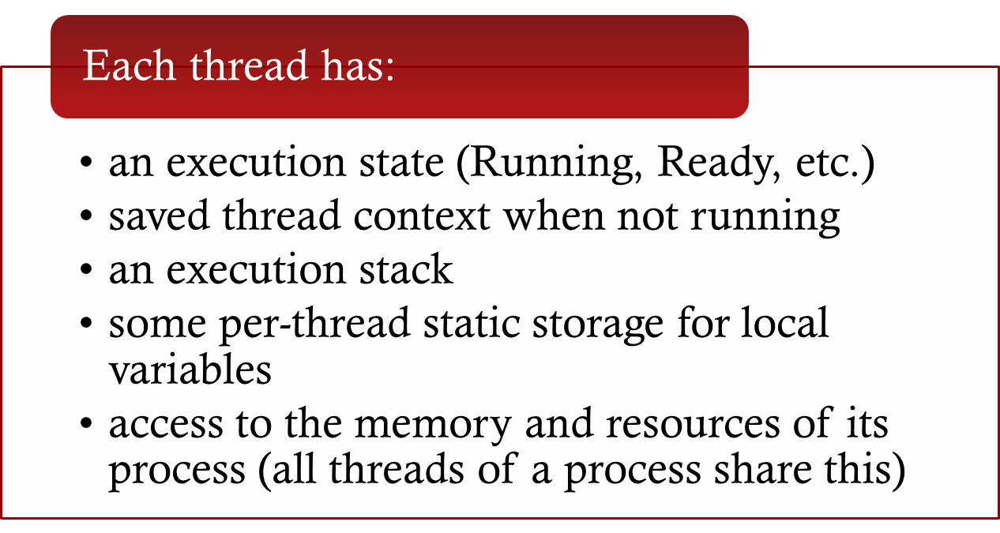 Each thread has:
• an execution state (Running, Ready, etc.)
• saved thread context when not running
• an execution stack
• some per-thread static storage for local
variables
• access to the memory and resources of its
process (all threads of a process share this)